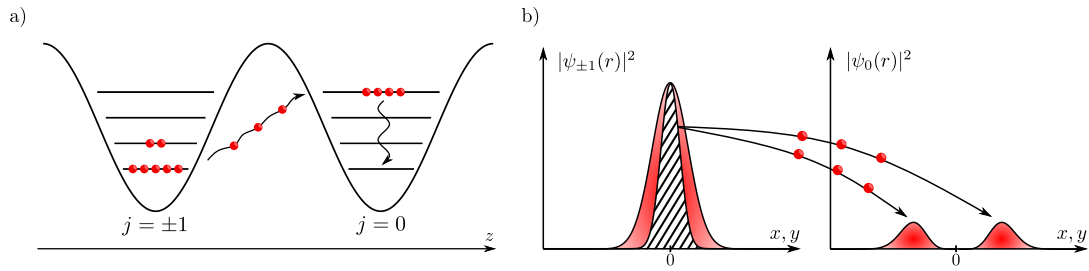 a)
j = ±1
j = 0
z
b)
|ψ±1(r)|²
x, y
0
|ψ0(r)|²
x, y
0